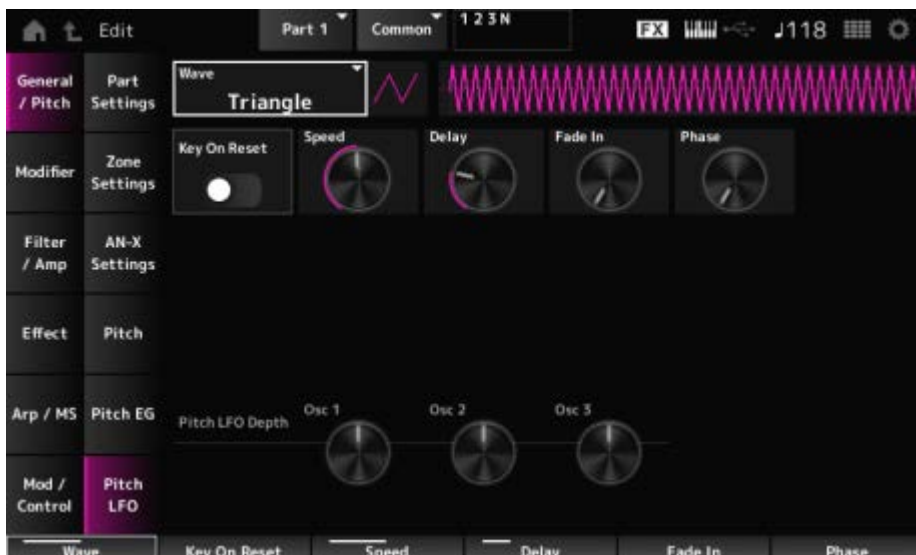 Edit
Part 1
Common
1 2 3 N
FX
♩118
General
/ Pitch
Part
Settings
Wave
Triangle
Modifier
Zone
Settings
Key On Reset
Speed
Delay
Fade In
Phase
Filter
/ Amp
AN-X
Settings
Effect
Pitch
Arp / MS
Pitch EG
Pitch LFO Depth
Osc 1
Osc 2
Osc 3
Mod /
Control
Pitch
LFO
Wave
Key On Reset
Speed
Delay
Fade In
Phase